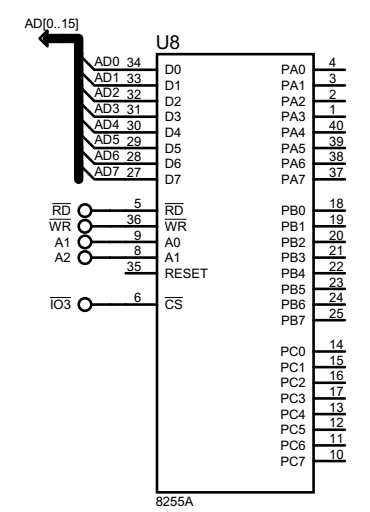 AD[0..15]
U8
AD0 34 D0 PA0 4
AD1 33 D1 PA1 3
AD2 32 D2 PA2 2
AD3 31 D3 PA3 1
AD4 30 D4 PA4 40
AD5 29 D5 PA5 39
AD6 28 D6 PA6 38
AD7 27 D7 PA7 37
RD 5 RD PB0 18
WR 36 WR PB1 19
A1 9 A0 PB2 20
A2 8 A1 PB3 21
35 RESET PB4 22
PB5 23
IO3 6 CS PB6 24
PB7 25
PC0 14
PC1 15
PC2 16
PC3 17
PC4 13
PC5 12
PC6 11
PC7 10
8255A